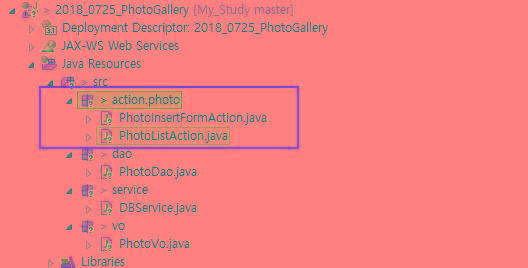 > 2018_0725_PhotoGallery [My_Study master]
Deployment Descriptor: 2018_0725_PhotoGallery
JAX-WS Web Services
Java Resources
> src
> action.photo
PhotoInsertFormAction.java
PhotoListAction.java
> dao
PhotoDao.java
> service
DBService.java
> vo
PhotoVo.java
Libraries